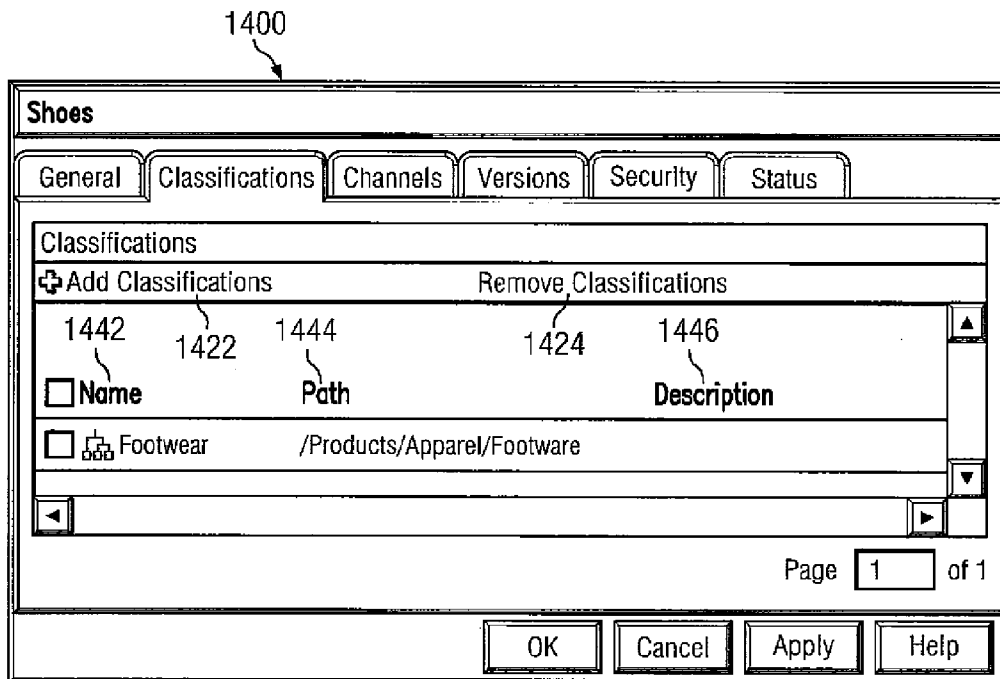 1400
Shoes
General Classifications Channels Versions Security Status
Classifications
Add Classifications Remove Classifications
1442 1422 1444 1424 1446
Name Path Description
Footwear /Products/Apparel/Footware
Page 1 of 1
OK Cancel Apply Help